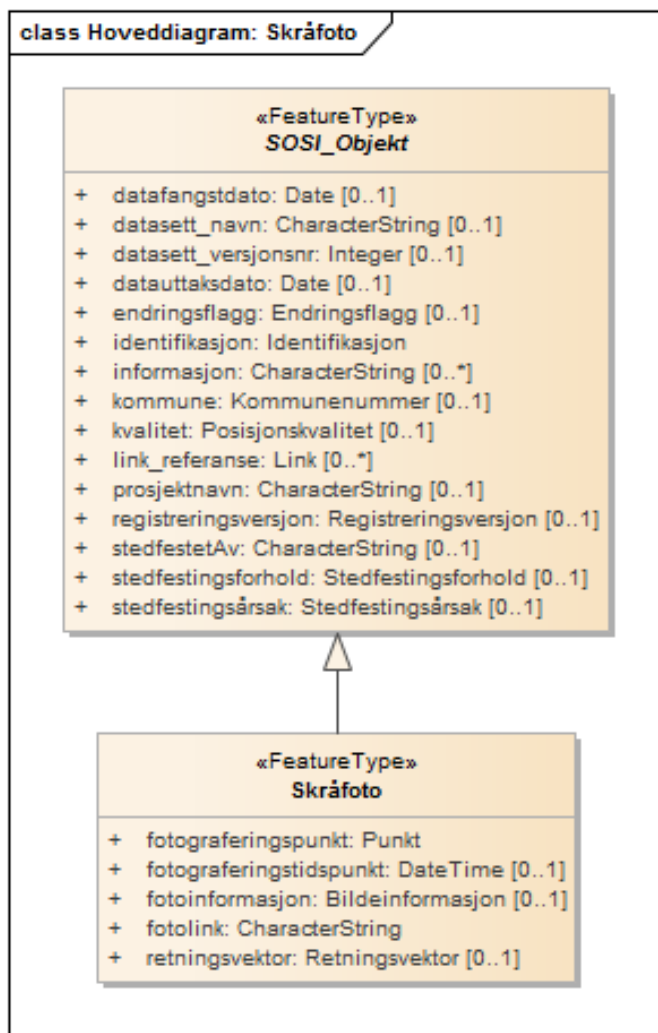 class Hoveddiagram: Skråfoto
«FeatureType»
SOSI_Objekt
+ datafangstdato: Date [0..1]
+ datasett_navn: CharacterString [0..1]
+ datasett_versjonsnr: Integer [0..1]
+ datauttaksdato: Date [0..1]
+ endringsflagg: Endringsflagg [0..1]
+ identifikasjon: Identifikasjon
+ informasjon: CharacterString [0..*]
+ kommune: Kommunenummer [0..1]
+ kvalitet: Posisjonskvalitet [0..1]
+ link_referanse: Link [0..*]
+ prosjektnavn: CharacterString [0..1]
+ registreringsversjon: Registreringsversjon [0..1]
+ stedfestetAv: CharacterString [0..1]
+ stedfestingsforhold: Stedfestingsforhold [0..1]
+ stedfestingsårsak: Stedfestingsårsak [0..1]
«FeatureType»
Skråfoto
+ fotograferingspunkt: Punkt
+ fotograferingstidspunkt: DateTime [0..1]
+ fotoinformasjon: Bildeinformasjon [0..1]
+ fotolink: CharacterString
+ retningsvektor: Retningsvektor [0..1]